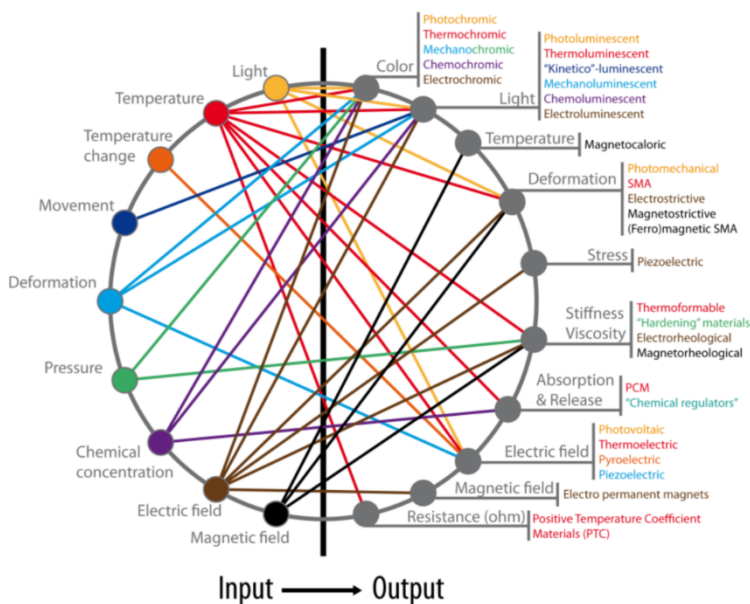 Photochromic
Thermochromic
Mechanochromic
Chemochromic
Electrochromic
Color
Photoluminescent
Thermoluminescent
"Kinetico"-luminescent
Mechanoluminescent
Chemoluminescent
Electroluminescent
Light
Light
Temperature
Temperature
change
Movement
Deformation
Pressure
Chemical
concentration
Electric field
Magnetic field
Temperature
Magnetocaloric
Deformation
Photomechanical
SMA
Electrostrictive
Magnetostrictive
(Ferro)magnetic SMA
Stress
Piezoelectric
Stiffness
Viscosity
Thermoformable
"Hardening" materials
Electrorheological
Magnetorheological
Absorption
& Release
PCM
"Chemical regulators"
Electric field
Photovoltaic
Thermoelectric
Pyroelectric
Piezoelectric
Magnetic field
Electro permanent magnets
Resistance (ohm)
Positive Temperature Coefficient
Materials (PTC)
Input
Output